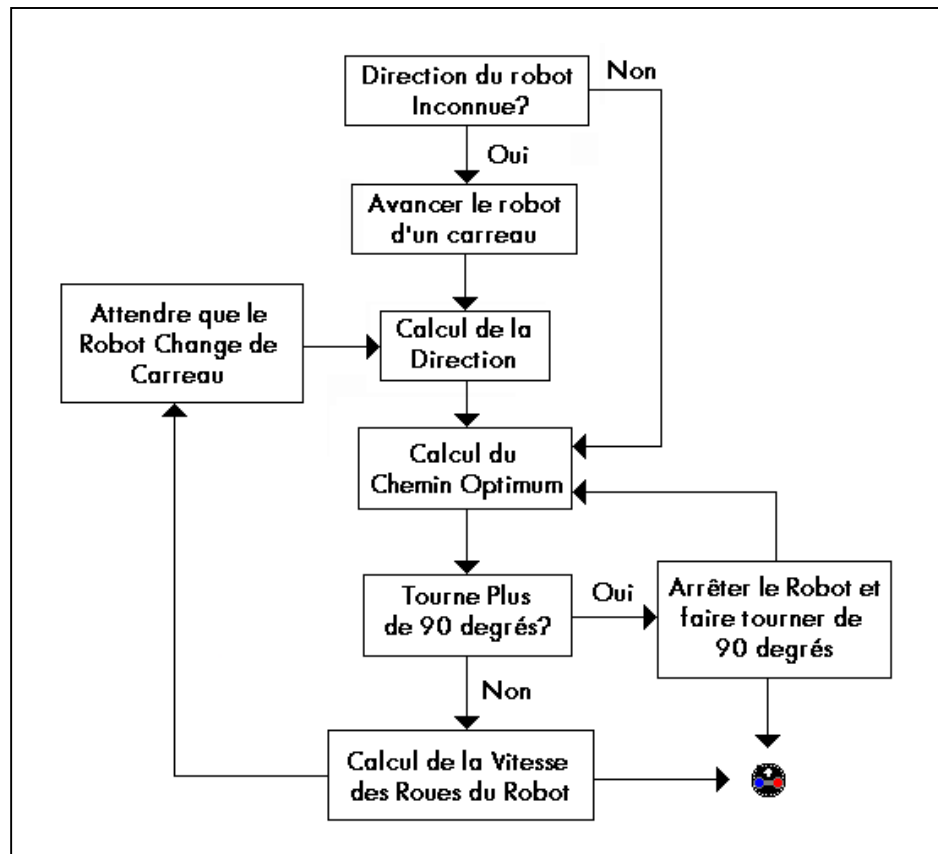 Direction du robot
Inconnue?
Non
Oui
Avancer le robot
d'un carreau
Attendre que le
Robot Change de
Carreau
Calcul de la
Direction
Calcul du
Chemin Optimum
Tourne Plus
de 90 degrés?
Oui
Arrêter le Robot et
faire tourner de
90 degrés
Non
Calcul de la Vitesse
des Roues du Robot